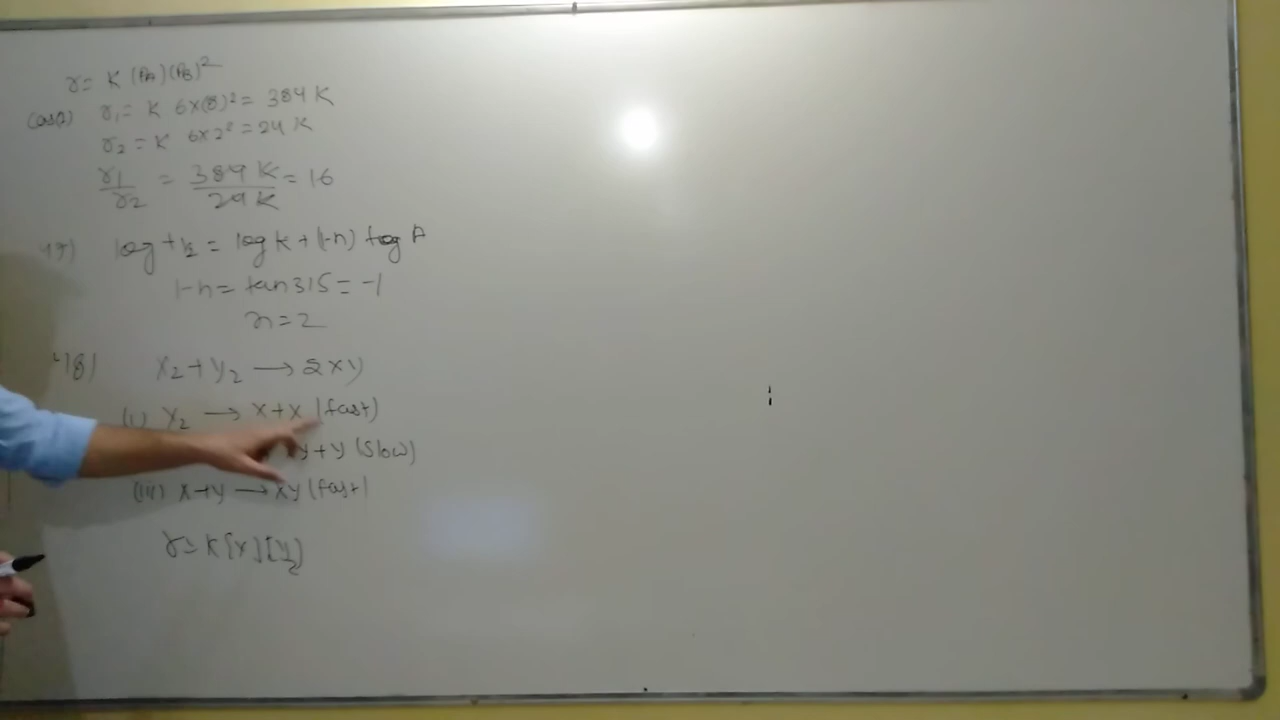 r = K (PA)(PB)²
r₁ = K 6×(8)² = 384 K
r₂ = K 6×2² = 24 K
r₁/r₂ = 384 K/24 K = 16
17) log t½ = log K + (1-n) log A
1-n = tan 315 = -1
n = 2
18) X₂ + Y₂ → 2XY
(i) X₂ → X+X (fast)
Y+Y (Slow)
(iii) X+Y → XY (fast)
r = K[X][Y₂]